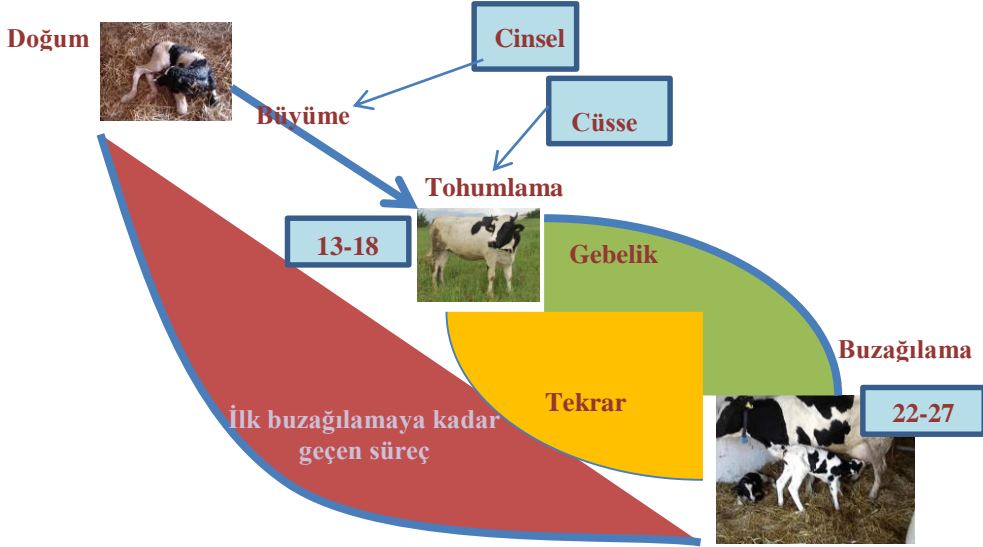 Doğum
Cinsel
Büyüme
Cüsse
Tohumlama
13-18
Gebelik
Buzağılama
Tekrar
22-27
İlk buzağılamaya kadar
geçen süreç